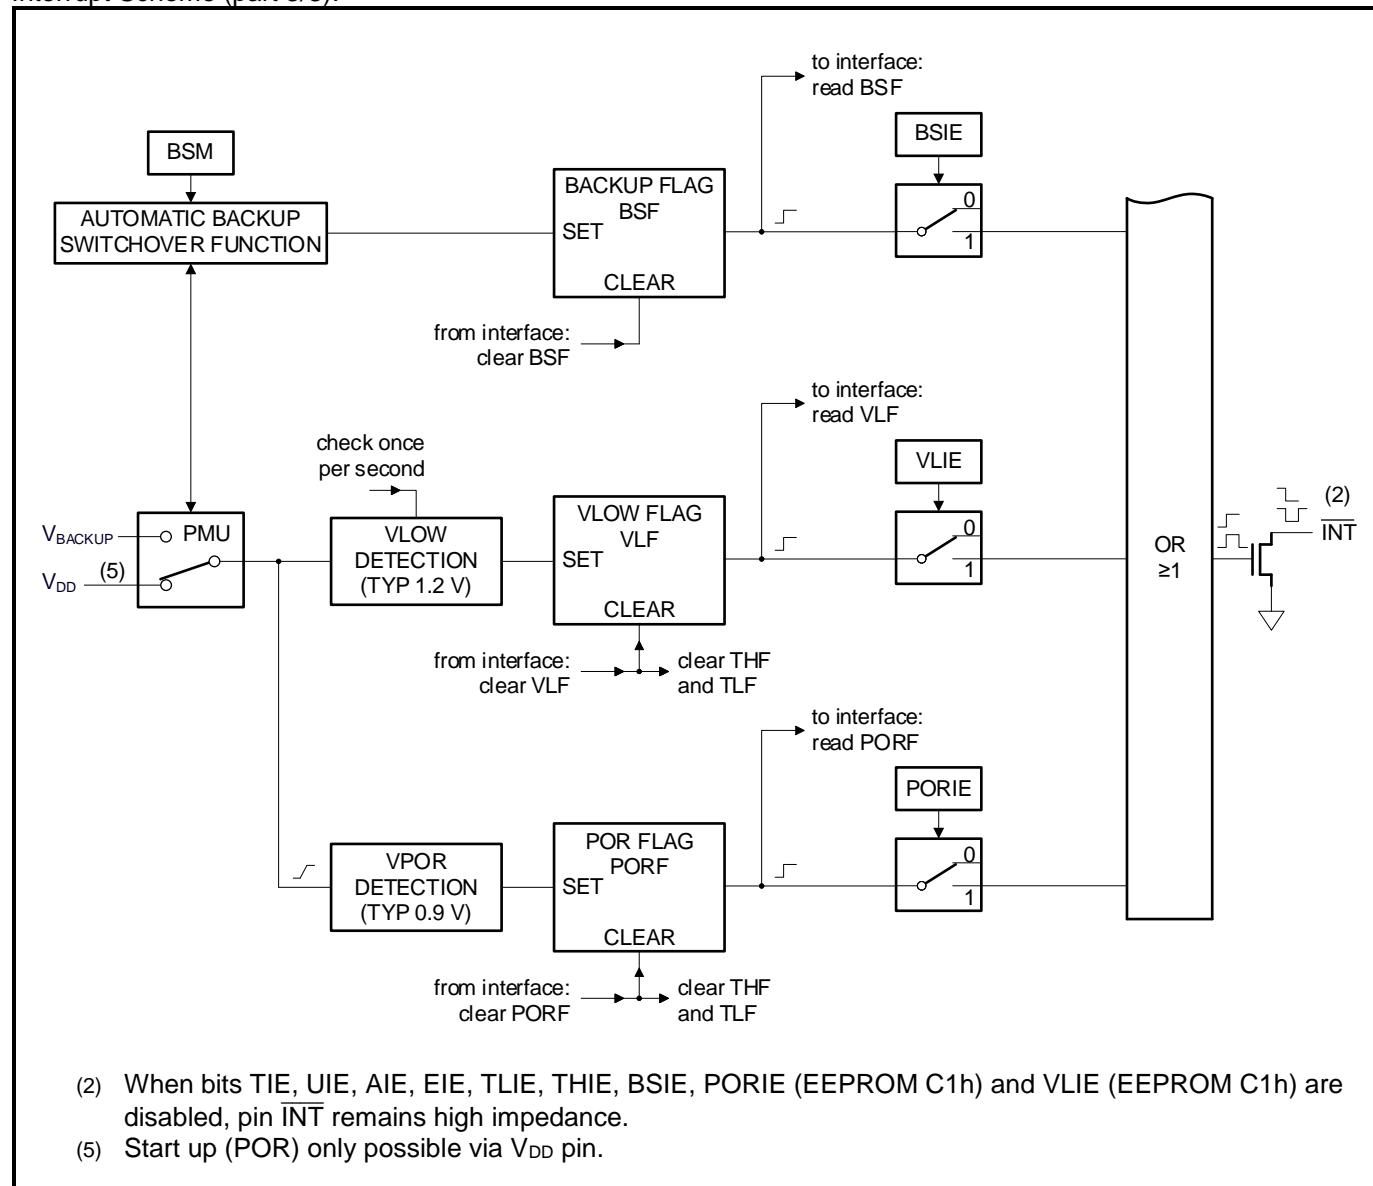 Interrupt Scheme (part 3/3):
to interface:
read BSF
BSM
BSIE
AUTOMATIC BACKUP
SWITCHOVER FUNCTION
BACKUP FLAG
BSF
SET
CLEAR
0
1
from interface:
clear BSF
to interface:
read VLF
check once
per second
VLIE
VBACKUP
PMU
VDD
(5)
VLOW
DETECTION
(TYP 1.2 V)
VLOW FLAG
VLF
SET
CLEAR
0
1
OR
≥1
(2)
I̅N̅T̅
from interface:
clear VLF
clear THF
and TLF
to interface:
read PORF
PORIE
VPOR
DETECTION
(TYP 0.9 V)
POR FLAG
PORF
SET
CLEAR
0
1
from interface:
clear PORF
clear THF
and TLF
(2) When bits TIE, UIE, AIE, EIE, TLIE, THIE, BSIE, PORIE (EEPROM C1h) and VLIE (EEPROM C1h) are
disabled, pin I̅N̅T̅ remains high impedance.
(5) Start up (POR) only possible via VDD pin.